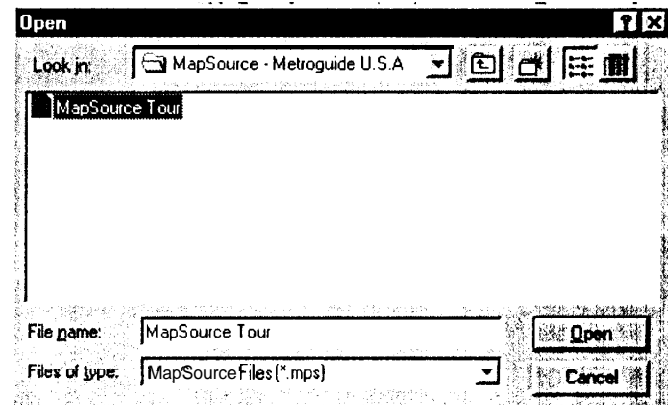 Open
Look in: MapSource - Metroguide U.S.A
MapSource Tour
File name: MapSource Tour Open
Files of type: MapSource Files (*.mps) Cancel